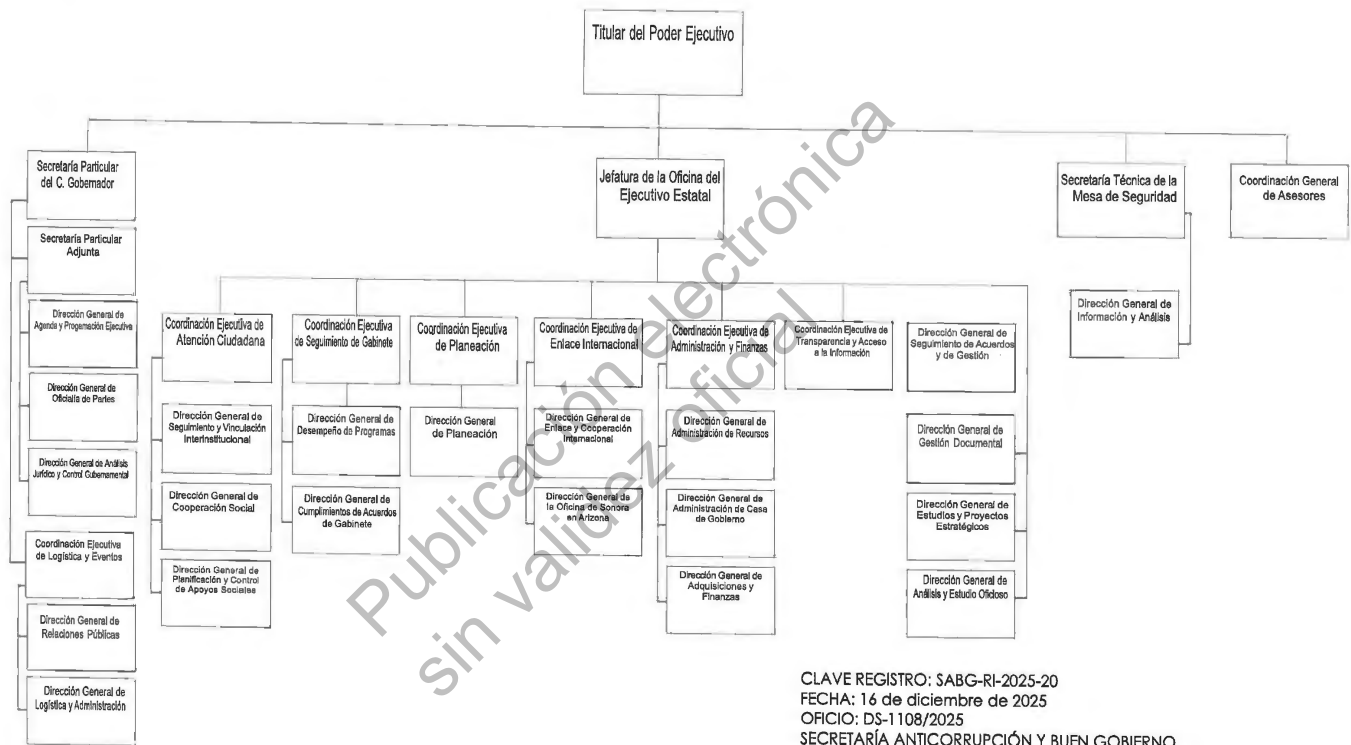 Titular del Poder Ejecutivo
Secretaría Particular
del C. Gobernador
Jefatura de la Oficina del
Ejecutivo Estatal
Secretaría Técnica de la
Mesa de Seguridad
Coordinación General
de Asesores
Secretaría Particular
Adjunta
Dirección General de
Agenda y Progamación Ejecutiva
Dirección General de
Oficialía de Partes
Dirección General de Análisis
Jurídico y Control Gubernamental
Coordinación Ejecutiva
de Logística y Eventos
Dirección General de
Relaciones Públicas
Dirección General de
Logística y Administración
Coordinación Ejecutiva de
Atención Ciudadana
Dirección General de
Seguimiento y Vinculación
Interinstitucional
Dirección General de
Cooperación Social
Dirección General de
Planificación y Control
de Apoyos Sociales
Coordinación Ejecutiva
de Seguimiento de Gabinete
Dirección General de
Desempeño de Programas
Dirección General de
Cumplimientos de Acuerdos
de Gabinete
Coordinación Ejecutiva
de Planeación
Dirección General
de Planeación
Coordinación Ejecutiva de
Enlace Internacional
Dirección General de
Enlace y Cooperación
Internacional
Dirección General de
la Oficina de Sonora
en Arizona
Coordinación Ejecutiva de
Administración y Finanzas
Dirección General de
Administración de Recursos
Dirección General de
Administración de Casa
de Gobierno
Dirección General de
Adquisiciones y
Finanzas
Coordinación Ejecutiva de
Transparencia y Acceso
a la Información
Dirección General de
Seguimiento de Acuerdos
y de Gestión
Dirección General de
Gestión Documental
Dirección General de
Estudios y Proyectos
Estratégicos
Dirección General de
Análisis y Estudio Oficioso
Dirección General de
Información y Análisis
Publicación electrónica
sin validez oficial
CLAVE REGISTRO: SABG-RI-2025-20
FECHA: 16 de diciembre de 2025
OFICIO: DS-1108/2025
SECRETARÍA ANTICORRUPCIÓN Y BUEN GOBIERNO